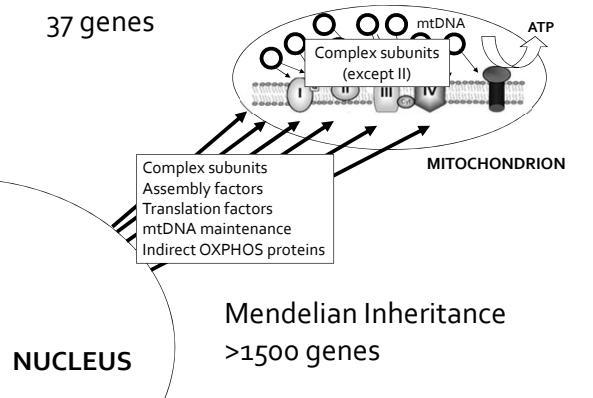 37 genes
mtDNA
ATP
Complex subunits
(except II)
I
II
III
IV
Cyt
MITOCHONDRION
Complex subunits
Assembly factors
Translation factors
mtDNA maintenance
Indirect OXPHOS proteins
Mendelian Inheritance
>1500 genes
NUCLEUS